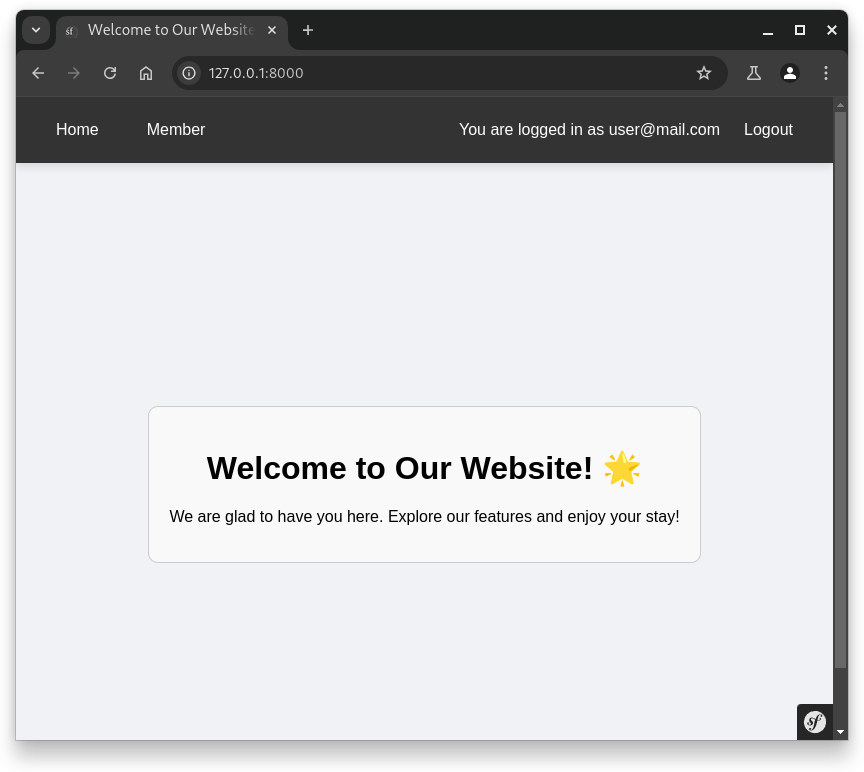 Welcome to Our Website
127.0.0.1:8000
Home Member You are logged in as user@mail.com Logout
Welcome to Our Website! 🌟
We are glad to have you here. Explore our features and enjoy your stay!
sf